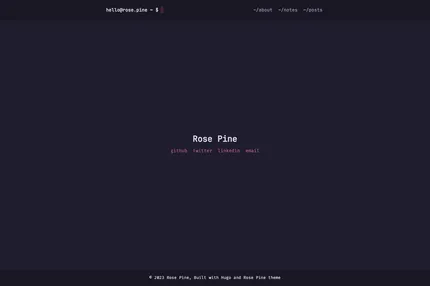 hello@rose.pine ~ $
~/about ~/notes ~/posts
Rose Pine
github twitter linkedin email
© 2023 Rose Pine, Built with Hugo and Rose Pine theme